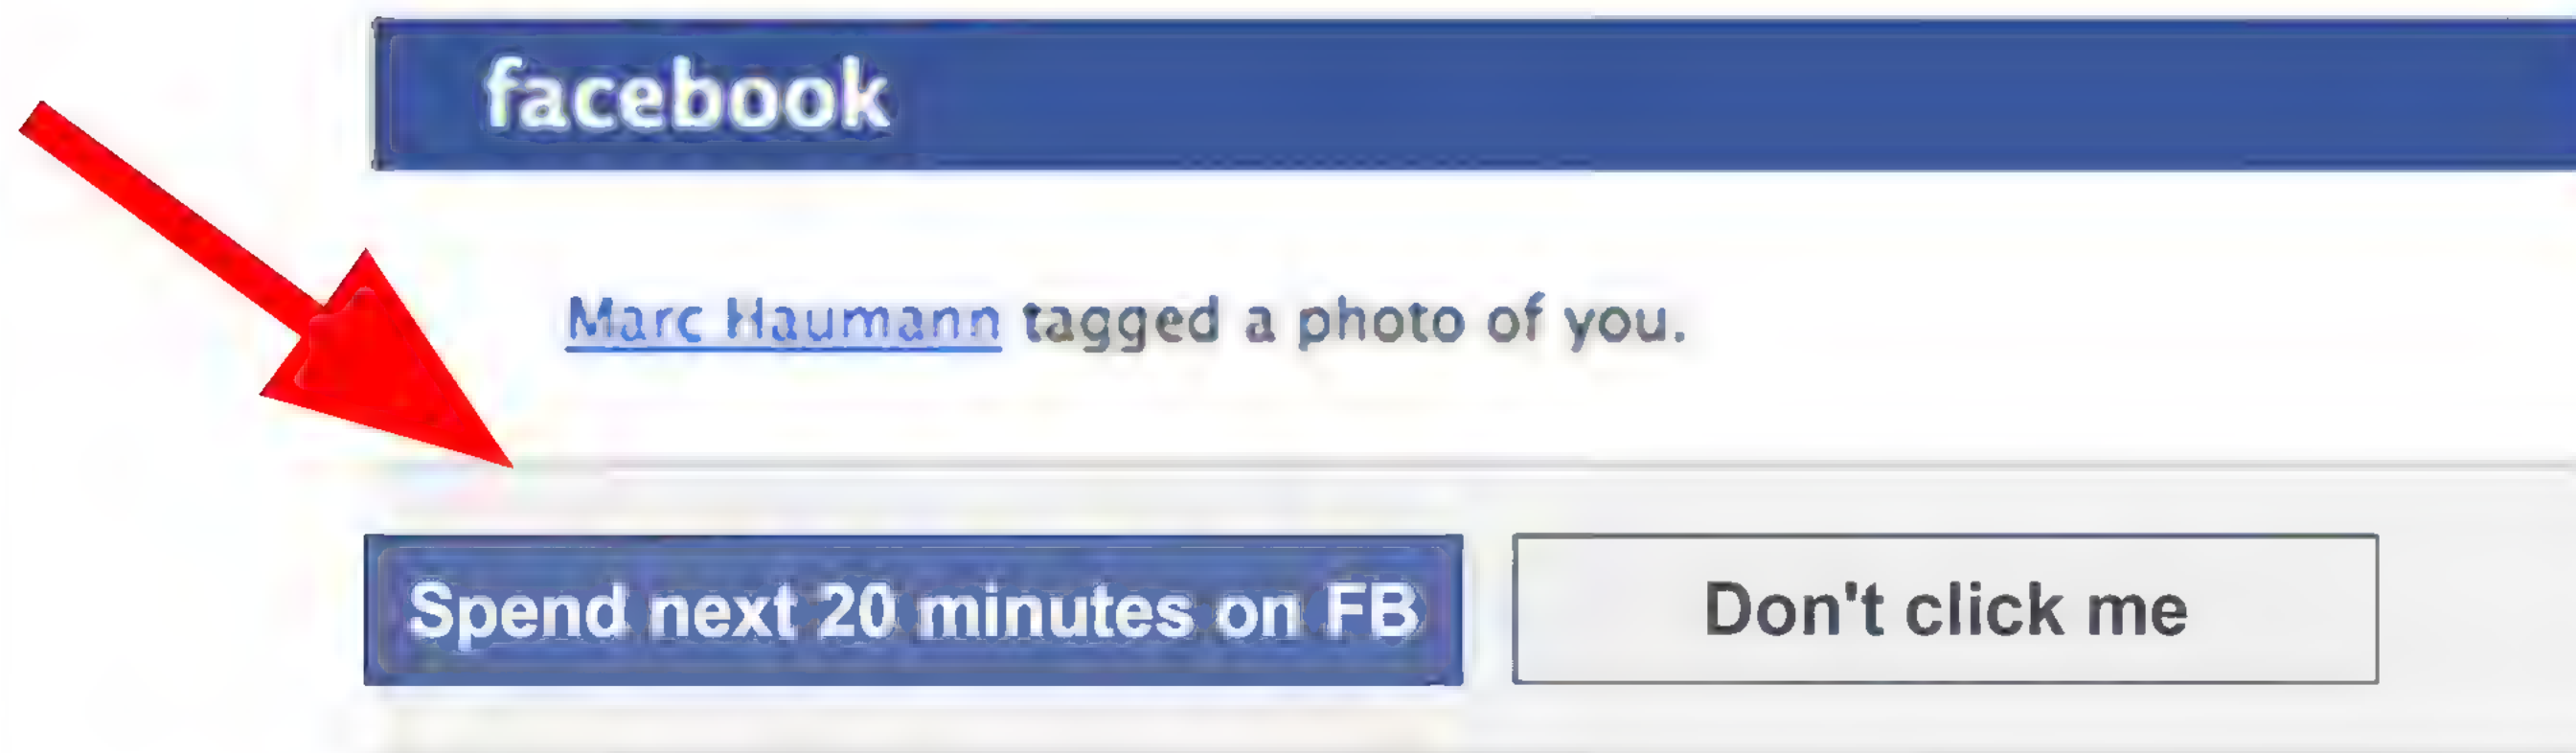 facebook
Marc Haumann tagged a photo of you.
Spend next 20 minutes on FB
Don't click me